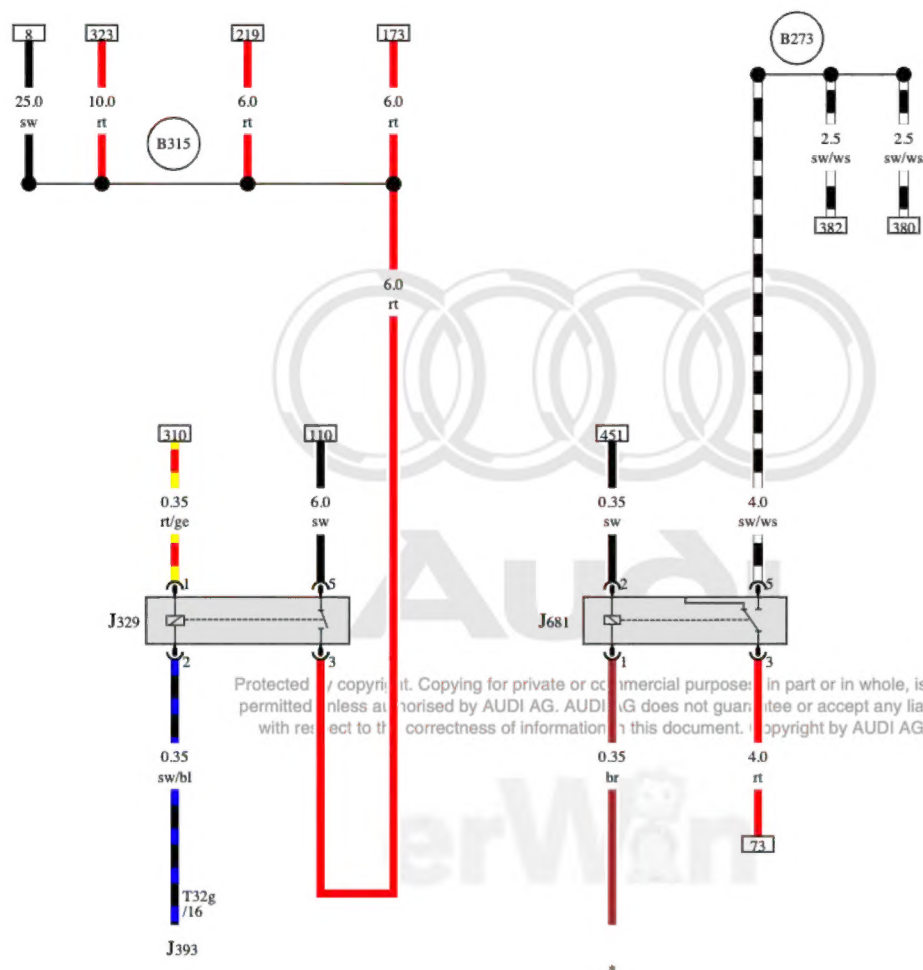 8 323 219 173
B273
25.0 10.0 6.0 6.0
sw rt rt rt
B315
2.5 2.5
sw/ws sw/ws
382 380
6.0
rt
310 110 451
0.35 6.0 0.35 4.0
rt/ge sw sw sw/ws
1 5 2 5
J329 J681
2 3 1 3
Audi
Protected by copyright. Copying for private or commercial purposes, in part or in whole, is
permitted unless authorised by AUDI AG. AUDI AG does not guarantee or accept any lia
with respect to the correctness of information in this document. Copyright by AUDI AG
0.35 0.35 4.0
sw/bl br rt
73
erWin
T32g
/16
J393
*